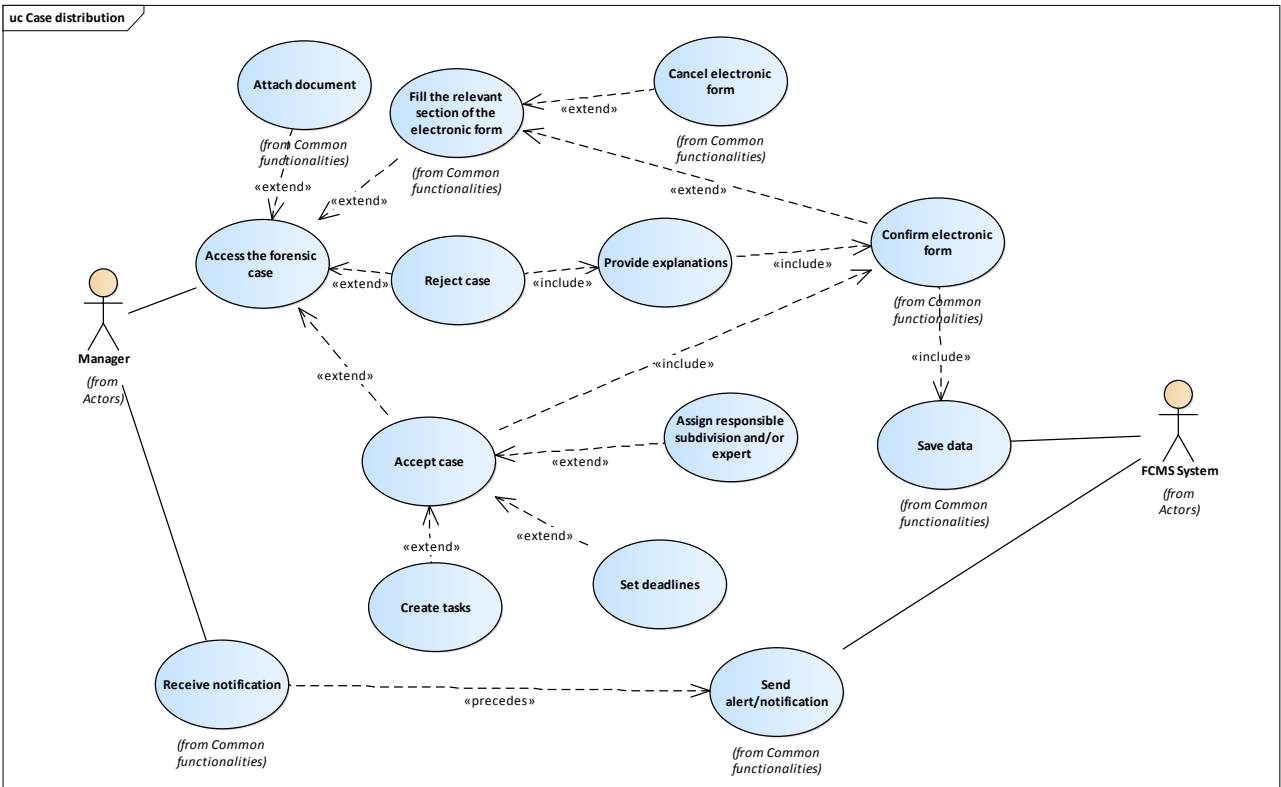 uc Case distribution
Attach document
(from Common
functionalities)
Fill the relevant
section of the
electronic form
(from Common
functionalities)
Cancel electronic
form
(from Common
functionalities)
«extend»
«extend»
«extend»
«extend»
Access the forensic
case
Reject case
«extend»
«include»
Provide explanations
«include»
Confirm electronic
form
(from Common
functionalities)
Manager
(from
Actors)
«extend»
«include»
«include»
Accept case
Assign responsible
subdivision and/or
expert
«extend»
Save data
(from Common
functionalities)
FCMS System
(from
Actors)
«extend»
«extend»
Create tasks
Set deadlines
Receive notification
(from Common
functionalities)
«precedes»
Send
alert/notification
(from Common
functionalities)